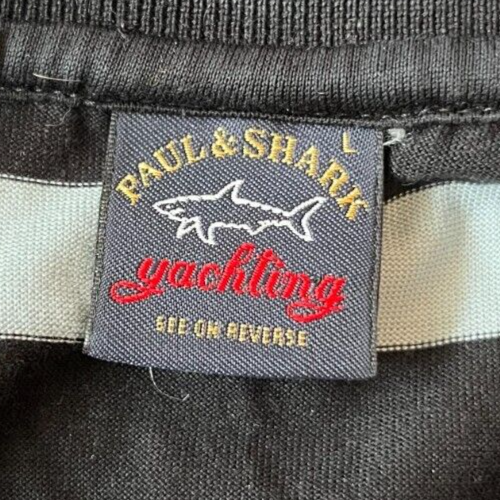 L
PAUL & SHARK
yachting
SEE ON REVERSE